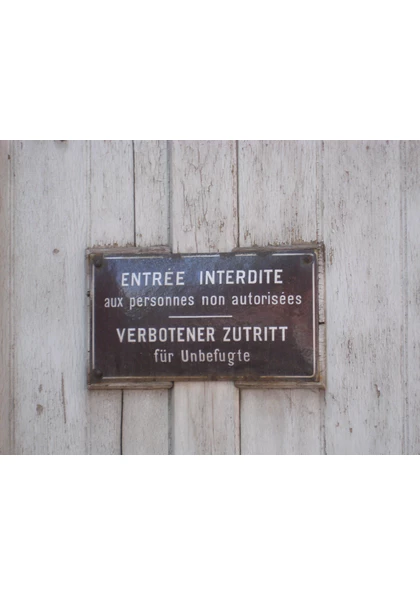 ENTRÉE INTERDITE
aux personnes non autorisées
VERBOTENER ZUTRITT
für Unbefugte